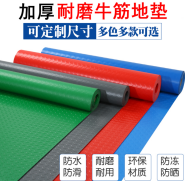 加厚耐磨牛筋地垫
可定制尺寸 多色多款可选
防水 耐磨 环保 防冻
防滑 耐用 材质 防晒